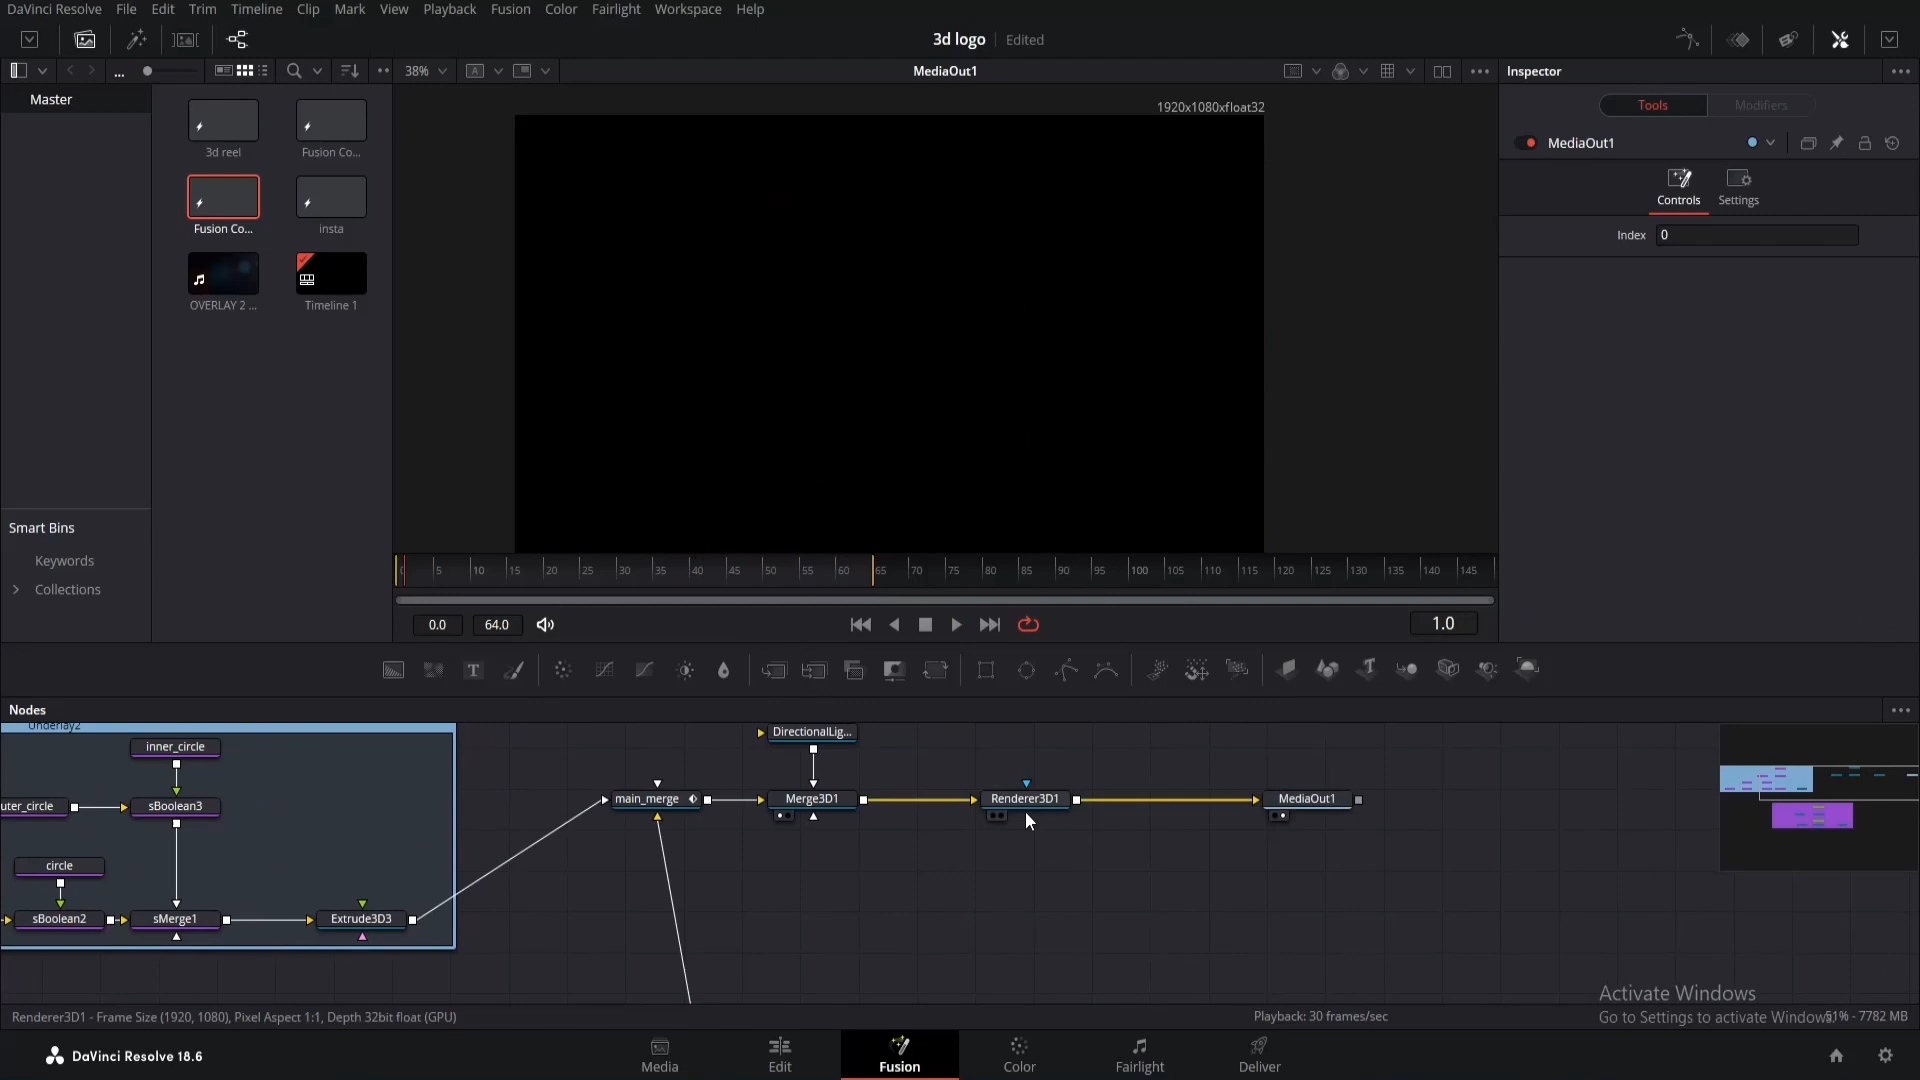 DaVinci Resolve File Edit Trim Timeline Clip Mark View Playback Fusion Color Fairlight Workspace Help
3d logo Edited
... 38% MediaOut1 Inspector
Master
1920x1080xfloat32
Tools Modifiers
MediaOut1
3d reel Fusion Co...
Controls Settings
Fusion Co... insta
Index 0
OVERLAY 2 ... Timeline 1
Smart Bins
Keywords
Collections
5 10 15 20 25 30 35 40 45 50 55 60 65 70 75 80 85 90 95 100 105 110 115 120 125 130 135 140 145
0.0 64.0 1.0
Nodes
Underlay2
DirectionalLig...
inner_circle
main_merge Merge3D1 Renderer3D1 MediaOut1
uter_circle sBoolean3
circle
sBoolean2 sMerge1 Extrude3D3
Activate Windows
Go to Settings to activate Windows.
Renderer3D1 - Frame Size (1920, 1080), Pixel Aspect 1:1, Depth 32bit float (GPU) Playback: 30 frames/sec 51% - 7782 MB
DaVinci Resolve 18.6 Media Edit Fusion Color Fairlight Deliver